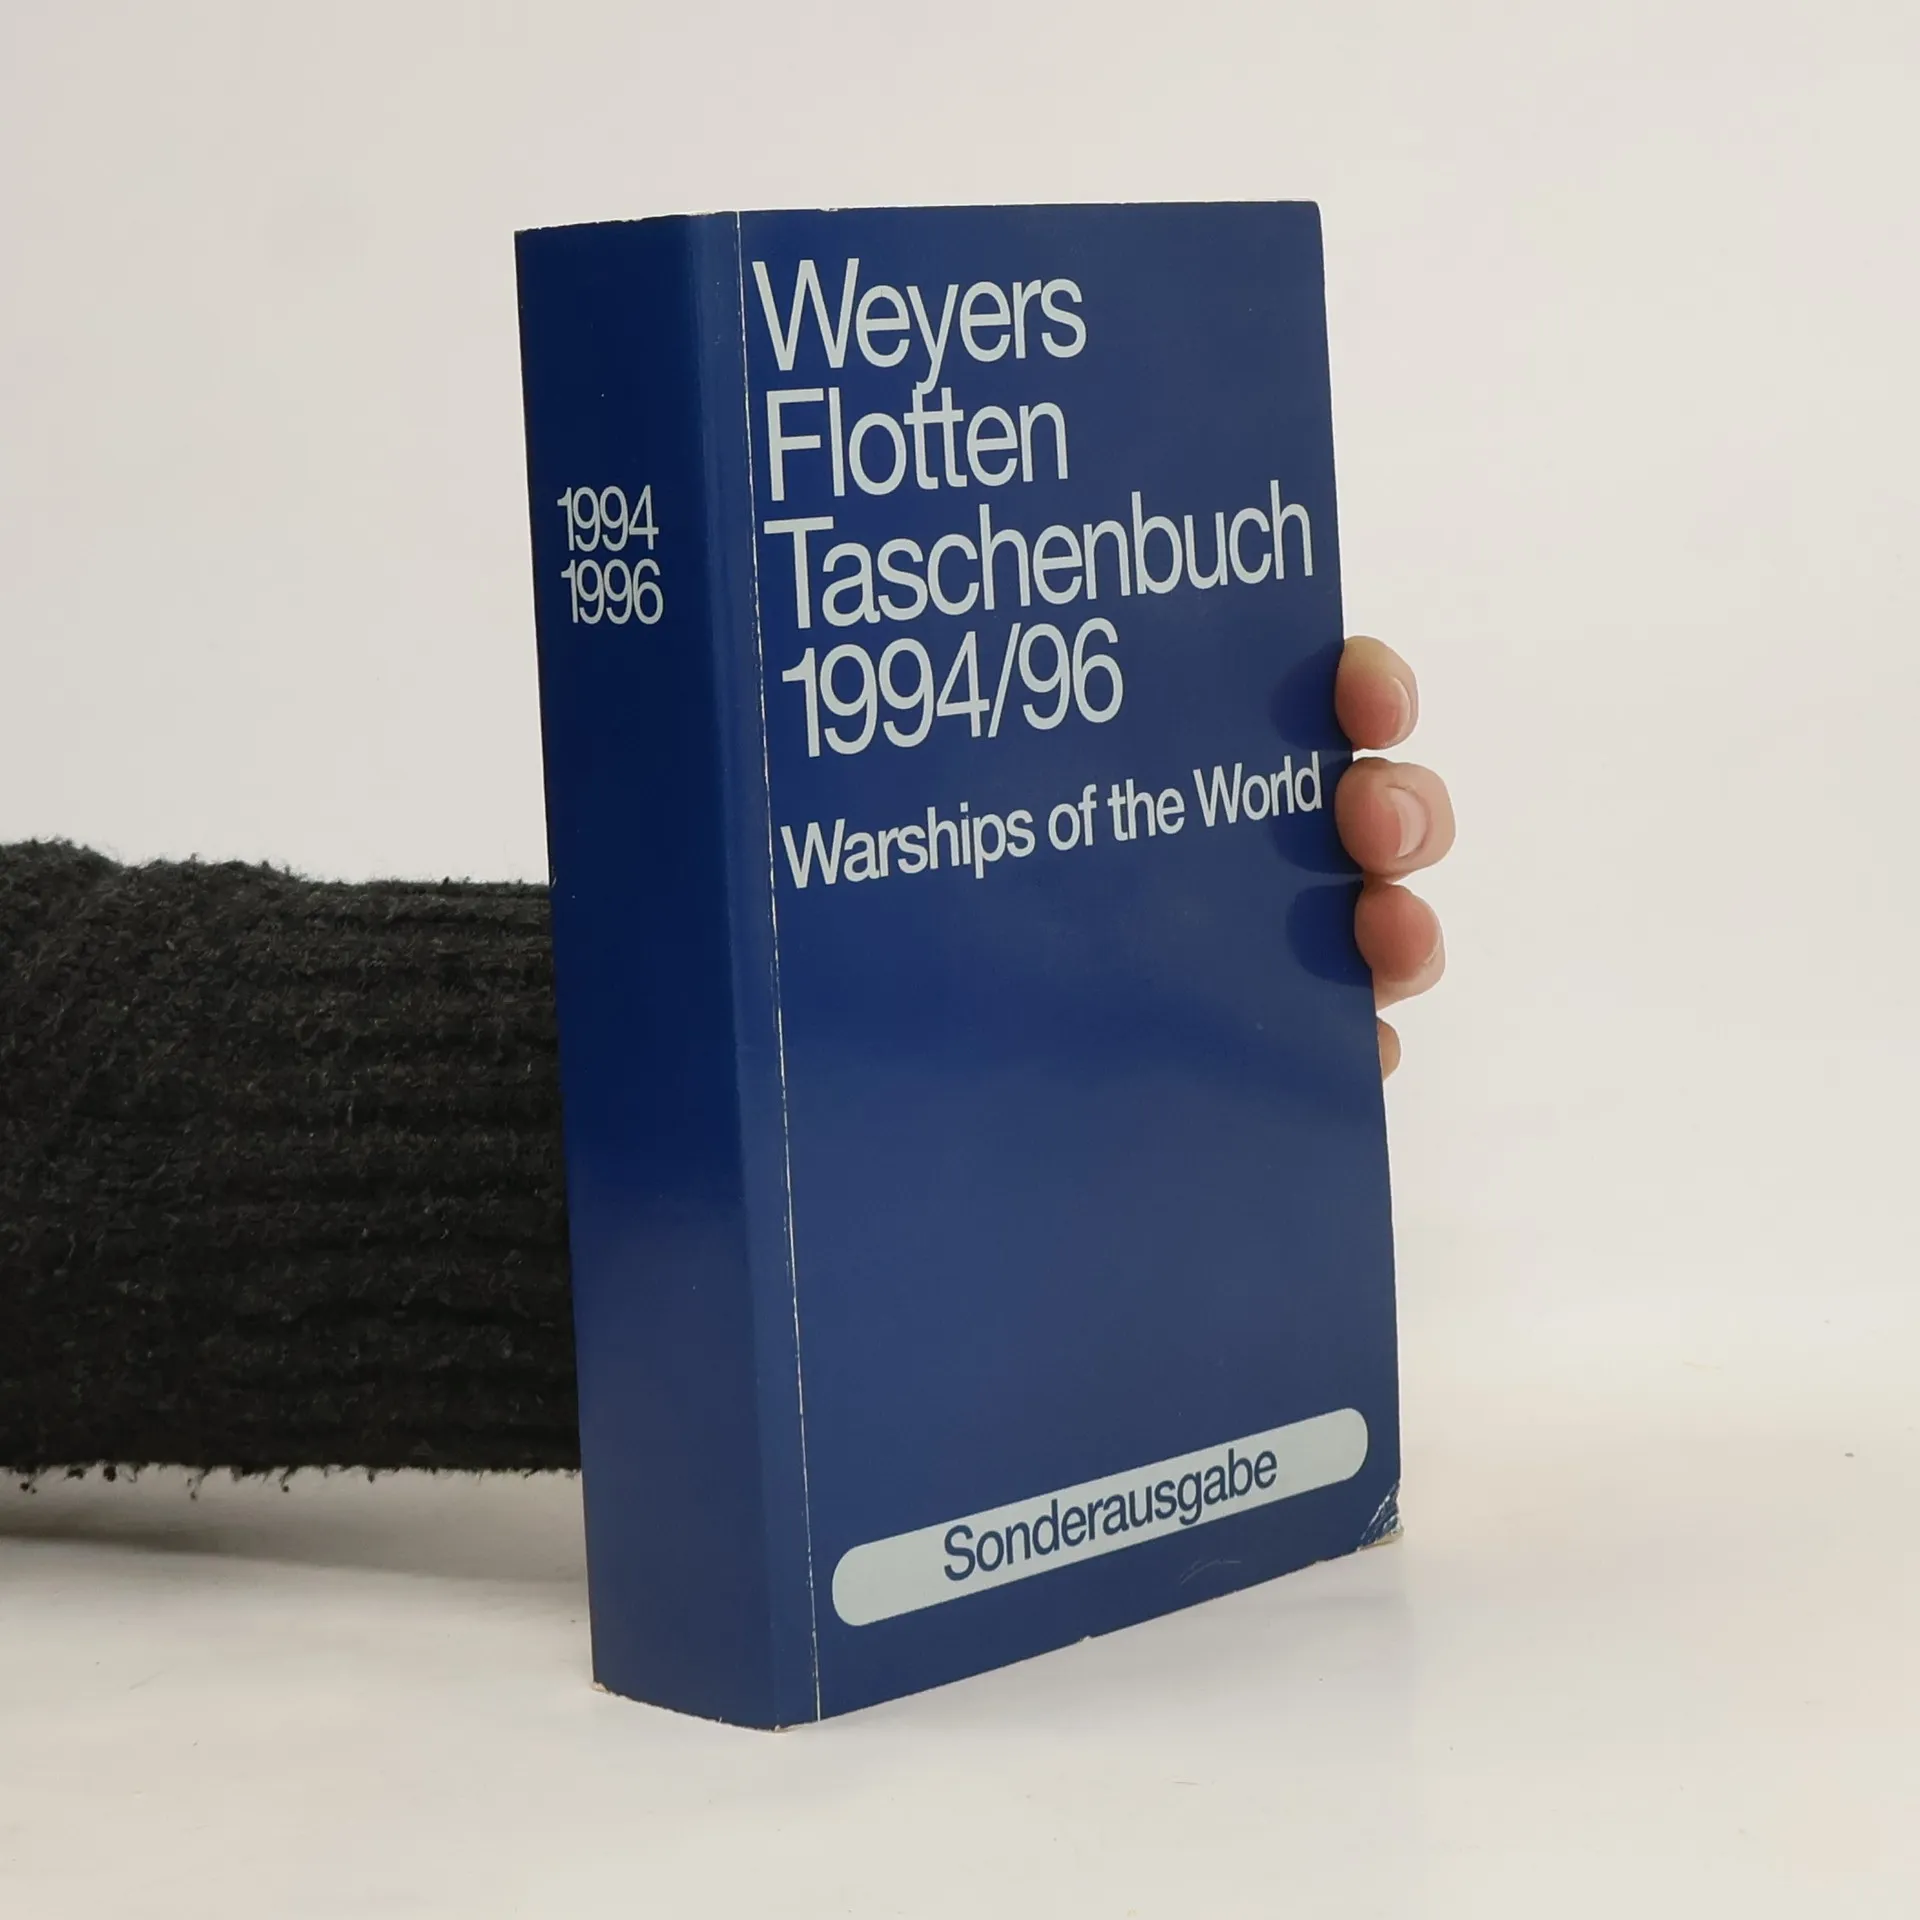 1994
1996
Weyers
Flotten
Taschenbuch
1994/96
Warships of the World
Sonderausgabe